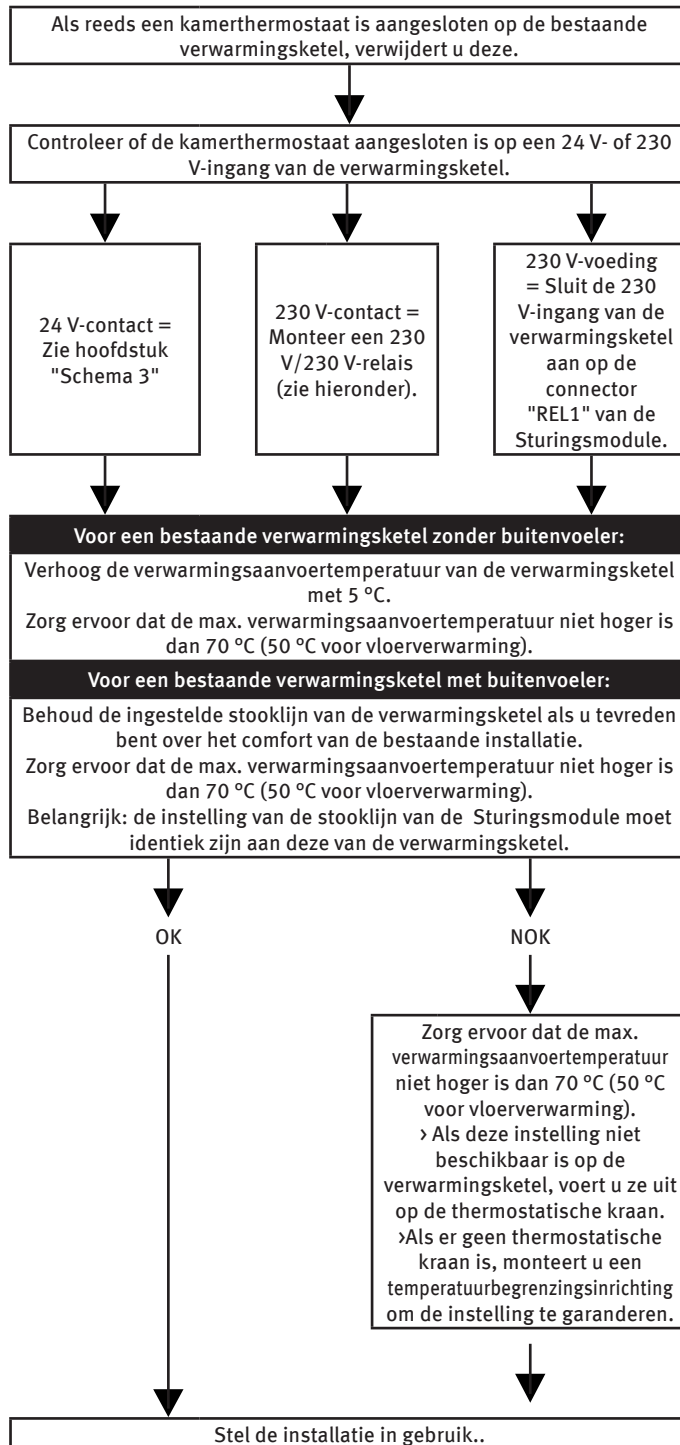 Als reeds een kamerthermostaat is aangesloten op de bestaande
verwarmingsketel, verwijdert u deze.
Controleer of de kamerthermostaat aangesloten is op een 24 V- of 230
V-ingang van de verwarmingsketel.
24 V-contact =
Zie hoofdstuk
"Schema 3"
230 V-contact =
Monteer een 230
V/230 V-relais
(zie hieronder).
230 V-voeding
= Sluit de 230
V-ingang van de
verwarmingsketel
aan op de
connector
"REL1" van de
Sturingsmodule.
Voor een bestaande verwarmingsketel zonder buitenvoeler:
Verhoog de verwarmingsaanvoertemperatuur van de verwarmingsketel
met 5 °C.
Zorg ervoor dat de max. verwarmingsaanvoertemperatuur niet hoger is
dan 70 °C (50 °C voor vloerverwarming).
Voor een bestaande verwarmingsketel met buitenvoeler:
Behoud de ingestelde stooklijn van de verwarmingsketel als u tevreden
bent over het comfort van de bestaande installatie.
Zorg ervoor dat de max. verwarmingsaanvoertemperatuur niet hoger is
dan 70 °C (50 °C voor vloerverwarming).
Belangrijk: de instelling van de stooklijn van de Sturingsmodule moet
identiek zijn aan deze van de verwarmingsketel.
OK
NOK
Zorg ervoor dat de max.
verwarmingsaanvoertemperatuur
niet hoger is dan 70 °C (50 °C
voor vloerverwarming).
› Als deze instelling niet
beschikbaar is op de
verwarmingsketel, voert u ze uit
op de thermostatische kraan.
›Als er geen thermostatische
kraan is, monteert u een
temperatuurbegrenzingsinrichting
om de instelling te garanderen.
Stel de installatie in gebruik..